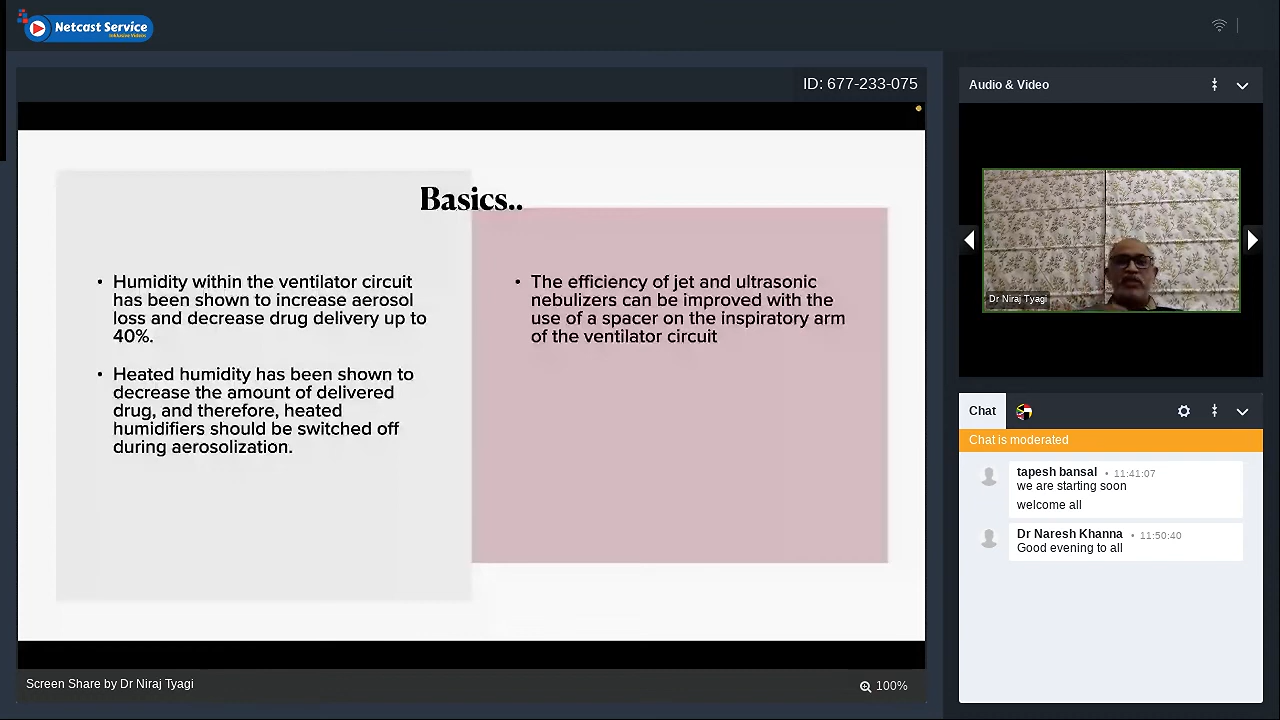 Netcast Service
Inklusive Videos
ID: 677-233-075
Basics..
• Humidity within the ventilator circuit
has been shown to increase aerosol
loss and decrease drug delivery up to
40%.
• Heated humidity has been shown to
decrease the amount of delivered
drug, and therefore, heated
humidifiers should be switched off
during aerosolization.
• The efficiency of jet and ultrasonic
nebulizers can be improved with the
use of a spacer on the inspiratory arm
of the ventilator circuit
Screen Share by Dr Niraj Tyagi
100%
Audio & Video
Dr Niraj Tyagi
Chat
Chat is moderated
tapesh bansal • 11:41:07
we are starting soon
welcome all
Dr Naresh Khanna • 11:50:40
Good evening to all